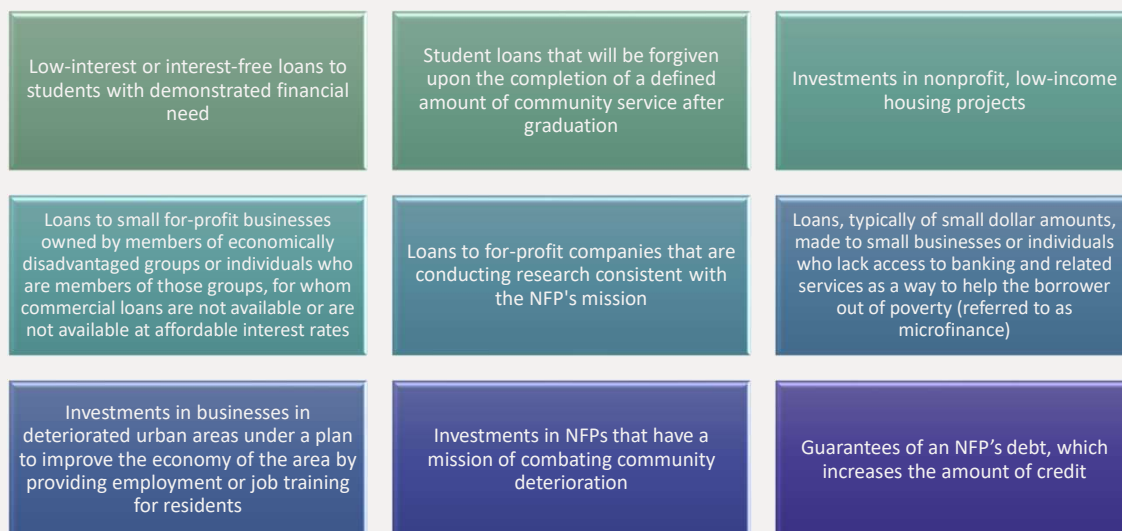 Low-interest or interest-free loans to
students with demonstrated financial
need
Student loans that will be forgiven
upon the completion of a defined
amount of community service after
graduation
Investments in nonprofit, low-income
housing projects
Loans to small for-profit businesses
owned by members of economically
disadvantaged groups or individuals who
are members of those groups, for whom
commercial loans are not available or are
not available at affordable interest rates
Loans to for-profit companies that are
conducting research consistent with
the NFP's mission
Loans, typically of small dollar amounts,
made to small businesses or individuals
who lack access to banking and related
services as a way to help the borrower
out of poverty (referred to as
microfinance)
Investments in businesses in
deteriorated urban areas under a plan
to improve the economy of the area by
providing employment or job training
for residents
Investments in NFPs that have a
mission of combating community
deterioration
Guarantees of an NFP’s debt, which
increases the amount of credit